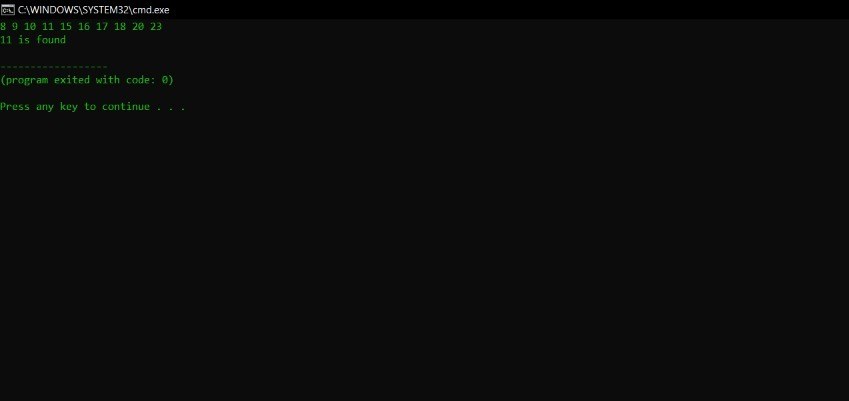 C:\WINDOWS\SYSTEM32\cmd.exe
8 9 10 11 15 16 17 18 20 23
11 is found
------------------
(program exited with code: 0)
Press any key to continue . . .